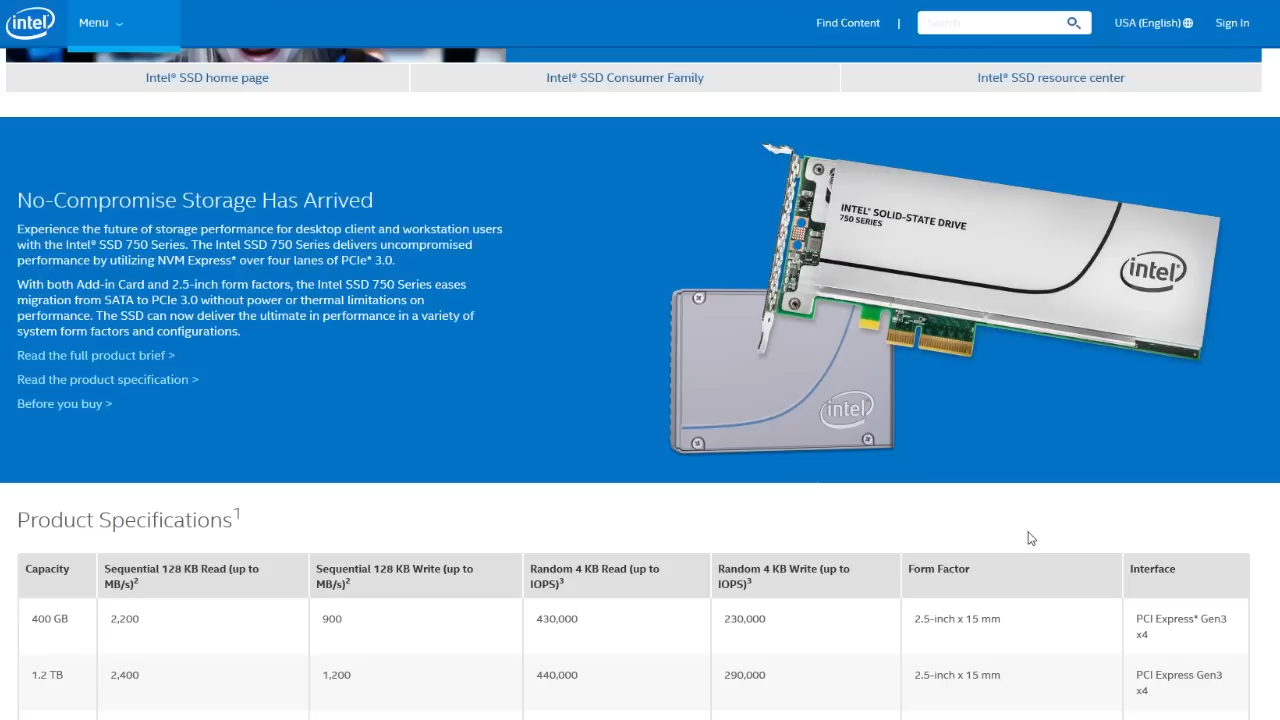 intel
Menu
Find Content
|
Search
USA (English)
Sign In
Intel® SSD home page
Intel® SSD Consumer Family
Intel® SSD resource center
No-Compromise Storage Has Arrived
Experience the future of storage performance for desktop client and workstation users
with the Intel® SSD 750 Series. The Intel SSD 750 Series delivers uncompromised
performance by utilizing NVM Express* over four lanes of PCIe* 3.0.
With both Add-in Card and 2.5-inch form factors, the Intel SSD 750 Series eases
migration from SATA to PCIe 3.0 without power or thermal limitations on
performance. The SSD can now deliver the ultimate in performance in a variety of
system form factors and configurations.
Read the full product brief >
Read the product specification >
Before you buy >
INTEL® SOLID-STATE DRIVE
750 SERIES
intel
intel
Product Specifications1
Capacity
Sequential 128 KB Read (up to
MB/s)2
Sequential 128 KB Write (up to
MB/s)2
Random 4 KB Read (up to
IOPS)3
Random 4 KB Write (up to
IOPS)3
Form Factor
Interface
400 GB
2,200
900
430,000
230,000
2.5-inch x 15 mm
PCI Express* Gen3
x4
1.2 TB
2,400
1,200
440,000
290,000
2.5-inch x 15 mm
PCI Express Gen3
x4